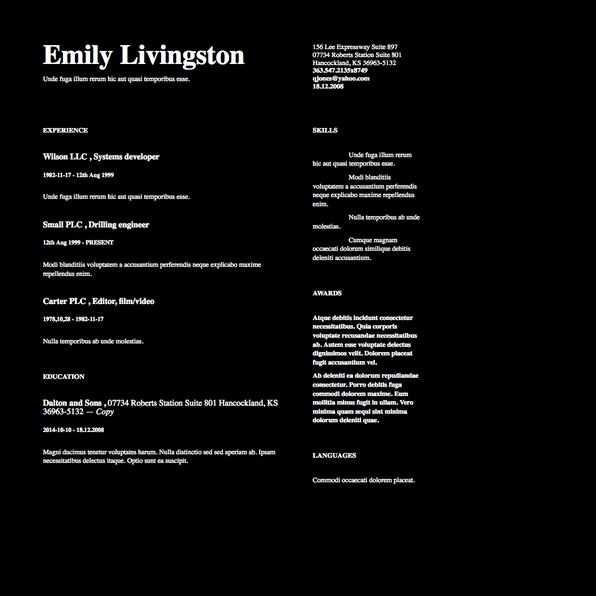 Emily Livingston
Unde fuga illum rerum hic aut quasi temporibus esse.
156 Lee Expressway Suite 897
07734 Roberts Station Suite 801
Hancockland, KS 36963-5132
363.547.2135x8749
qjones@yahoo.com
18.12.2008
EXPERIENCE
Wilson LLC , Systems developer
1982-11-17 - 12th Aug 1999
Unde fuga illum rerum hic aut quasi temporibus esse.
Small PLC , Drilling engineer
12th Aug 1999 - PRESENT
Modi blanditiis voluptatem a accusantium perferendis neque explicabo maxime
repellendus enim.
Carter PLC , Editor, film/video
1978,10,28 - 1982-11-17
Nulla temporibus ab unde molestias.
EDUCATION
Dalton and Sons , 07734 Roberts Station Suite 801 Hancockland, KS
36963-5132 — Copy
2014-10-10 - 18.12.2008
Magni ducimus tenetur voluptates harum. Nulla distinctio sed sed aperiam ab. Ipsam
necessitatibus delectus itaque. Optio sunt ea suscipit.
SKILLS
Unde fuga illum rerum
hic aut quasi temporibus esse.
Modi blanditiis
voluptatem a accusantium perferendis
neque explicabo maxime repellendus
enim.
Nulla temporibus ab unde
molestias.
Cumque magnam
occaecati dolorum similique debitis
deleniti accusantium.
AWARDS
Atque debitis incidunt consectetur
necessitatibus. Quia corporis
voluptate recusandae necessitatibus
ab. Autem esse voluptate delectus
dignissimos velit. Dolorem placeat
fugit accusantium vel.
Ab deleniti ea dolorum repudiandae
consectetur. Porro debitis fuga
commodi dolorem maxime. Eum
mollitia minus fugit in ullam. Vero
minima quam sequi sint minima
dolorum deleniti quae.
LANGUAGES
Commodi occaecati dolorem placeat.